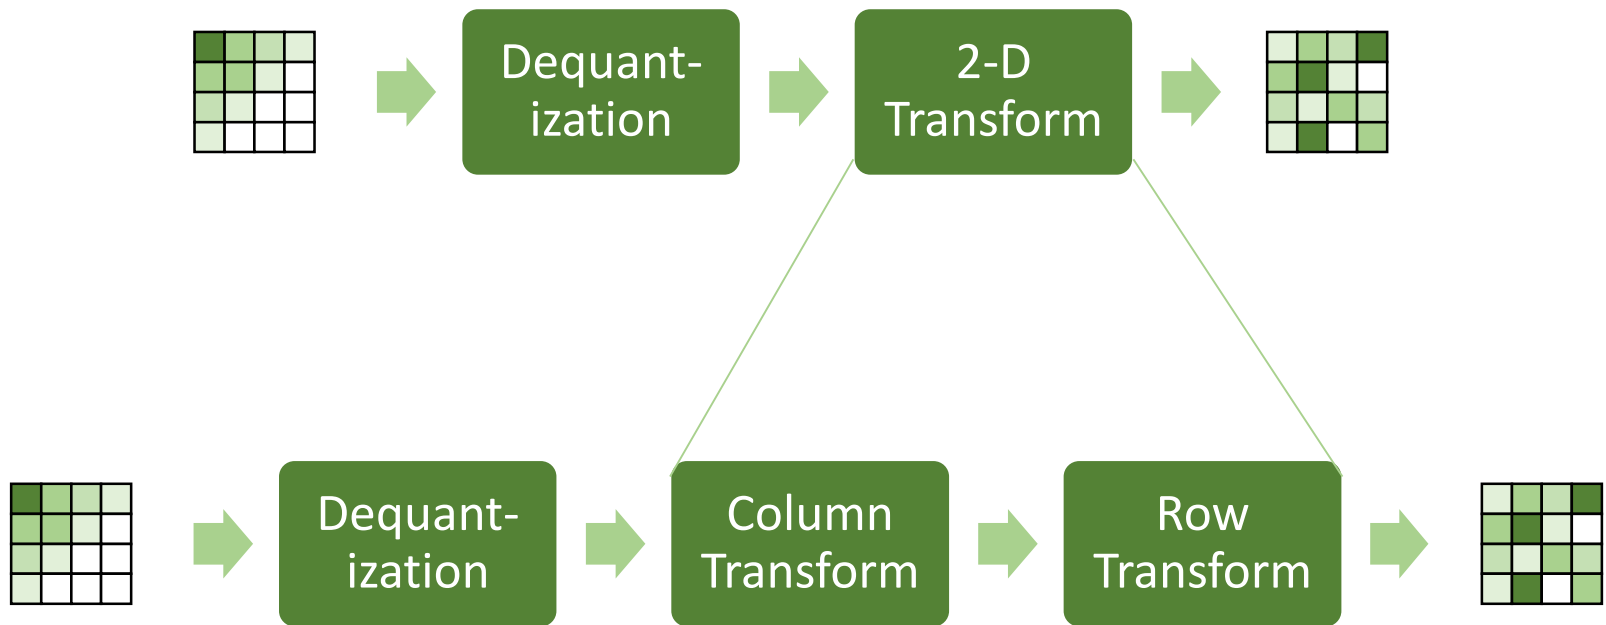 Dequant-
ization
2-D
Transform
Dequant-
ization
Column
Transform
Row
Transform